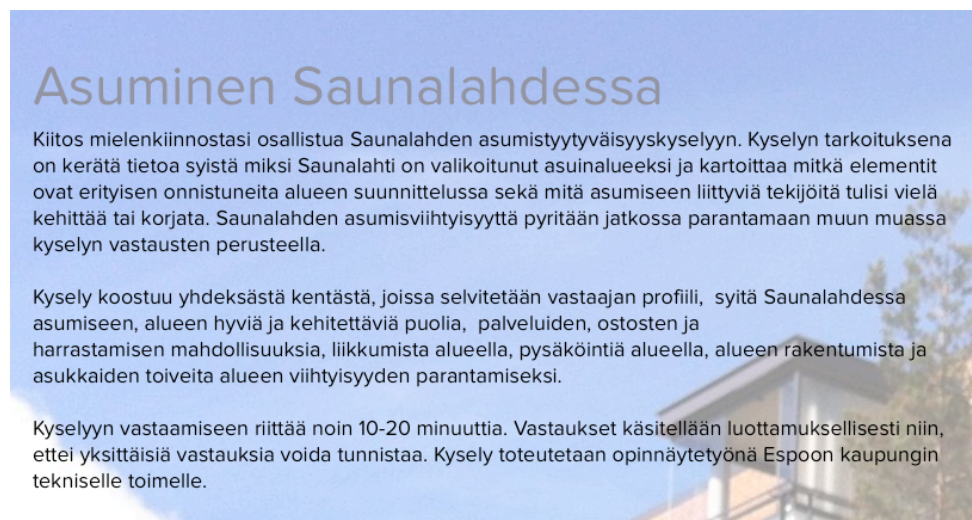 Asuminen Saunalahdessa
Kiitos mielenkiinnostasi osallistua Saunalahden asumistyytyväisyyskyselyyn. Kyselyn tarkoituksena
on kerätä tietoa syistä miksi Saunalahti on valikoitunut asuinalueeksi ja kartoittaa mitkä elementit
ovat erityisen onnistuneita alueen suunnittelussa sekä mitä asumiseen liittyviä tekijöitä tulisi vielä
kehittää tai korjata. Saunalahden asumisviihtyisyyttä pyritään jatkossa parantamaan muun muassa
kyselyn vastausten perusteella.
Kysely koostuu yhdeksästä kentästä, joissa selvitetään vastaajan profiili, syitä Saunalahdessa
asumiseen, alueen hyviä ja kehitettäviä puolia, palveluiden, ostosten ja
harrastamisen mahdollisuuksia, liikkumista alueella, pysäköintiä alueella, alueen rakentumista ja
asukkaiden toiveita alueen viihtyisyyden parantamiseksi.
Kyselyyn vastaamiseen riittää noin 10-20 minuuttia. Vastaukset käsitellään luottamuksellisesti niin,
ettei yksittäisiä vastauksia voida tunnistaa. Kysely toteutetaan opinnäytetyönä Espoon kaupungin
tekniselle toimelle.